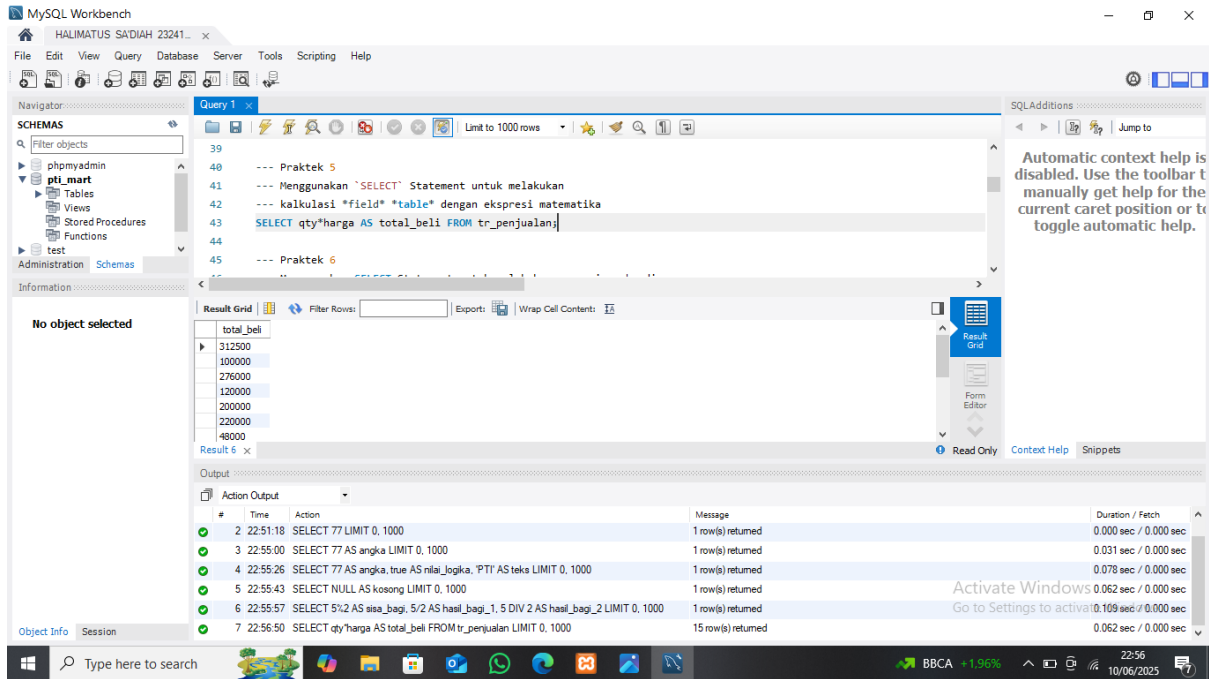 MySQL Workbench
HALIMATUS SA'DIAH 23241...
File Edit View Query Database Server Tools Scripting Help
Navigator
SCHEMAS
Filter objects
phpmyadmin
pti_mart
Tables
Views
Stored Procedures
Functions
test
Administration Schemas
Information
No object selected
Object Info Session
Query 1
Limit to 1000 rows
39
40 --- Praktek 5
41 --- Menggunakan `SELECT` Statement untuk melakukan
42 --- kalkulasi *field* *table* dengan ekspresi matematika
43 SELECT qty*harga AS total_beli FROM tr_penjualan;
44
45 --- Praktek 6
Result Grid Filter Rows: Export: Wrap Cell Content:
total_beli
312500
100000
276000
120000
200000
220000
48000
Result Grid
Form Editor
Result 6
Read Only
SQLAdditions
Jump to
Automatic context help is
disabled. Use the toolbar t
manually get help for the
current caret position or to
toggle automatic help.
Context Help Snippets
Output
Action Output
# Time Action Message Duration / Fetch
2 22:51:18 SELECT 77 LIMIT 0, 1000 1 row(s) returned 0.000 sec / 0.000 sec
3 22:55:00 SELECT 77 AS angka LIMIT 0, 1000 1 row(s) returned 0.031 sec / 0.000 sec
4 22:55:26 SELECT 77 AS angka, true AS nilai_logika, 'PTI' AS teks LIMIT 0, 1000 1 row(s) returned 0.078 sec / 0.000 sec
5 22:55:43 SELECT NULL AS kosong LIMIT 0, 1000 1 row(s) returned 0.062 sec / 0.000 sec
6 22:55:57 SELECT 5%2 AS sisa_bagi, 5/2 AS hasil_bagi_1, 5 DIV 2 AS hasil_bagi_2 LIMIT 0, 1000 1 row(s) returned 0.109 sec / 0.000 sec
7 22:56:50 SELECT qty*harga AS total_beli FROM tr_penjualan LIMIT 0, 1000 15 row(s) returned 0.062 sec / 0.000 sec
Activate Windows
Go to Settings to activate
Type here to search
BBCA +1,96%
22:56
10/06/2025
7